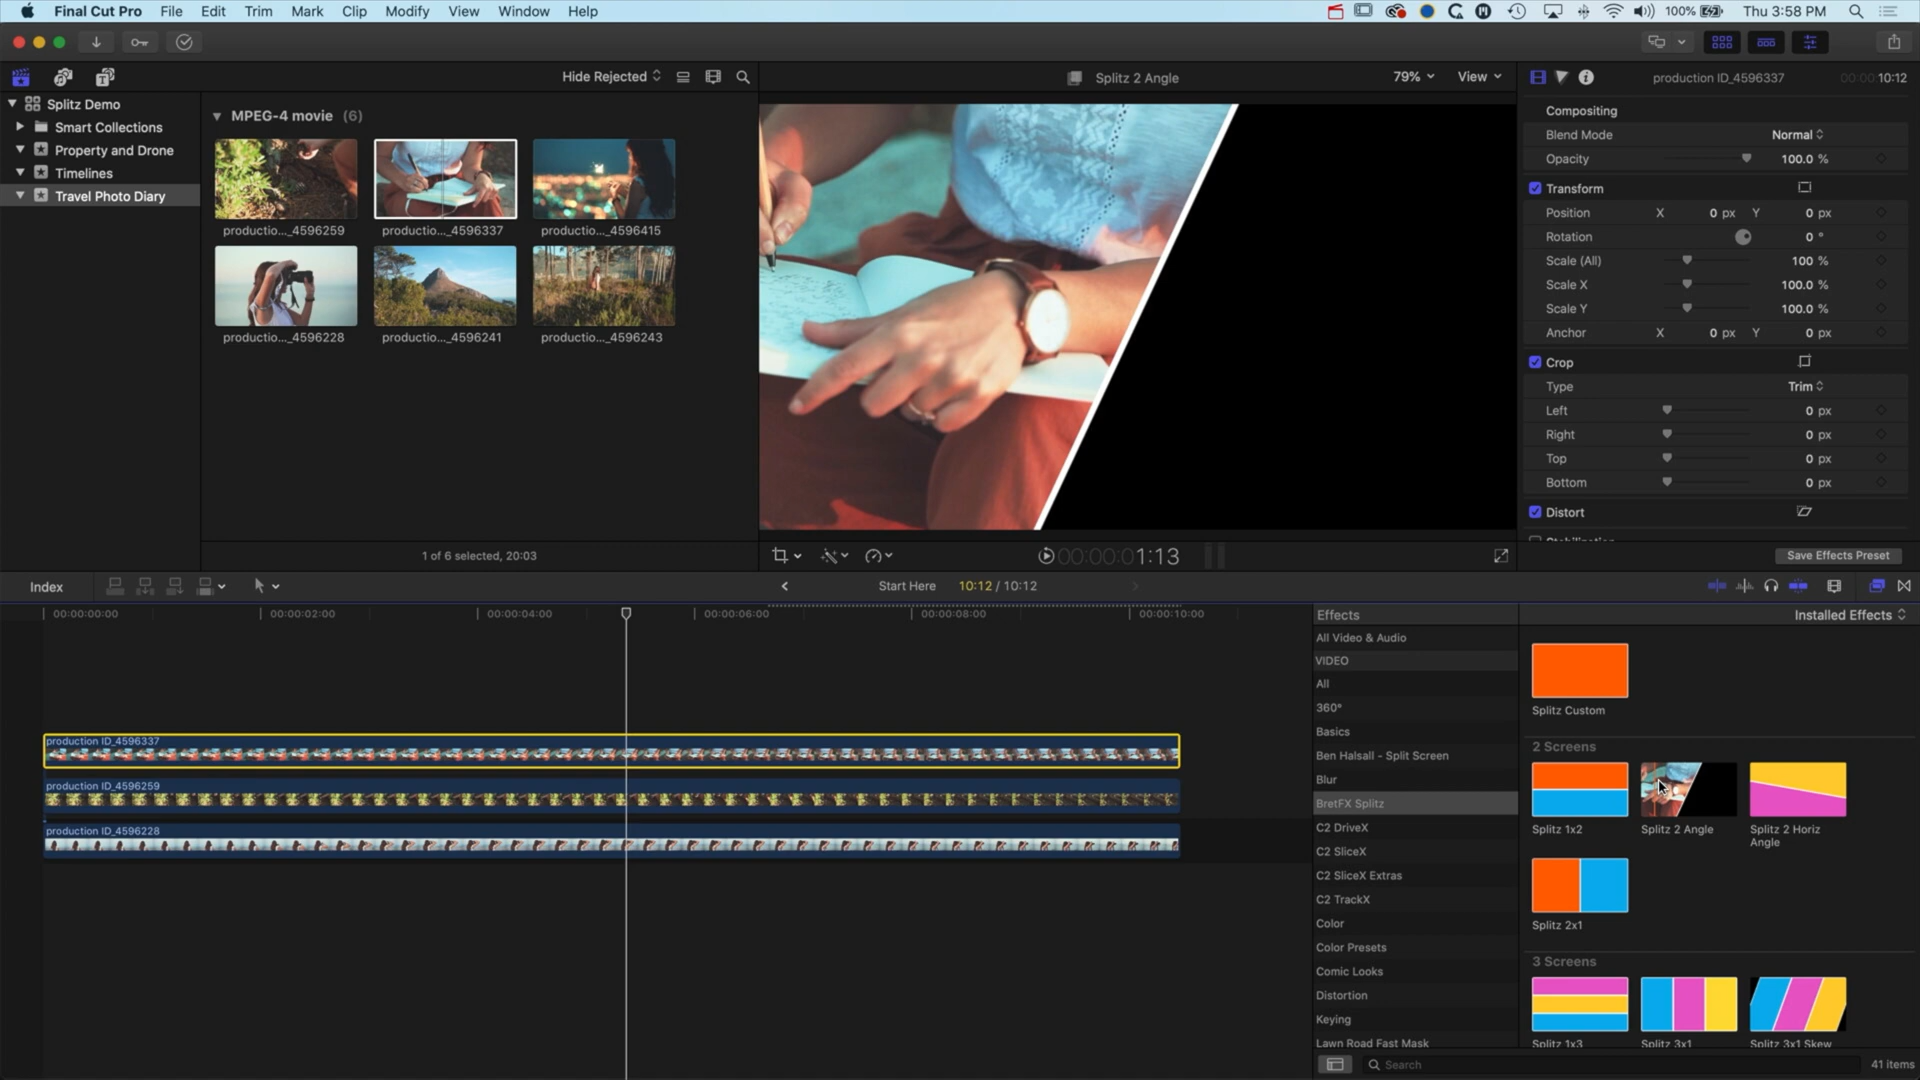 Final Cut Pro File Edit Trim Mark Clip Modify View Window Help 100% Thu 3:58 PM
Hide Rejected
Splitz 2 Angle
79% View
production ID_4596337 00:00:10:12
Splitz Demo
Smart Collections
Property and Drone
Timelines
Travel Photo Diary
MPEG-4 movie (6)
productio..._4596259
productio..._4596337
productio..._4596415
productio..._4596228
productio..._4596241
productio..._4596243
1 of 6 selected, 20:03
00:00:01:13
Compositing
Blend Mode Normal
Opacity 100.0 %
Transform
Position X 0 px Y 0 px
Rotation 0 °
Scale (All) 100 %
Scale X 100.0 %
Scale Y 100.0 %
Anchor X 0 px Y 0 px
Crop
Type Trim
Left 0 px
Right 0 px
Top 0 px
Bottom 0 px
Distort
Stabilization
Save Effects Preset
Index
Start Here 10:12 / 10:12
00:00:00:00 00:00:02:00 00:00:04:00 00:00:06:00 00:00:08:00 00:00:10:00
production ID_4596337
production ID_4596259
production ID_4596228
Effects
Installed Effects
All Video & Audio
VIDEO
All
360°
Basics
Ben Halsall - Split Screen
Blur
BretFX Splitz
C2 DriveX
C2 SliceX
C2 SliceX Extras
C2 TrackX
Color
Color Presets
Comic Looks
Distortion
Keying
Lawn Road Fast Mask
Splitz Custom
2 Screens
Splitz 1x2
Splitz 2 Angle
Splitz 2 Horiz
Angle
Splitz 2x1
3 Screens
Splitz 1x3
Splitz 3x1
Splitz 3x1 Skew
Search
41 items